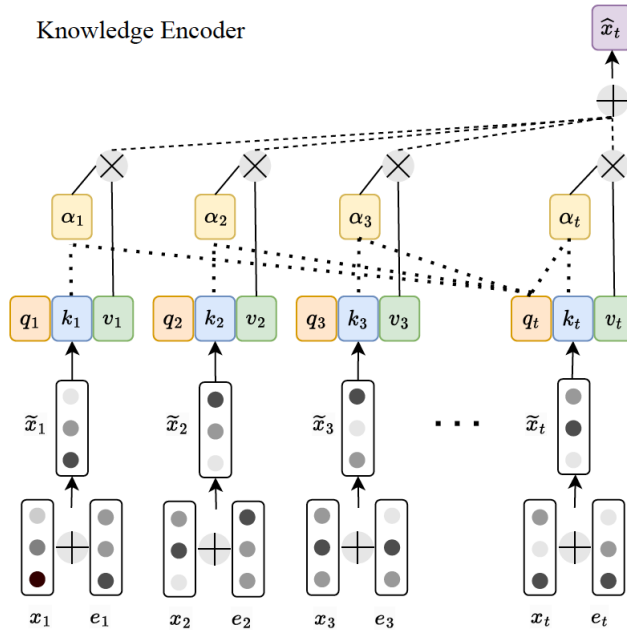 Knowledge Encoder
x̂_t
α_1 α_2 α_3 α_t
q_1 k_1 v_1 q_2 k_2 v_2 q_3 k_3 v_3 q_t k_t v_t
x̃_1 x̃_2 x̃_3 ... x̃_t
x_1 e_1 x_2 e_2 x_3 e_3 x_t e_t